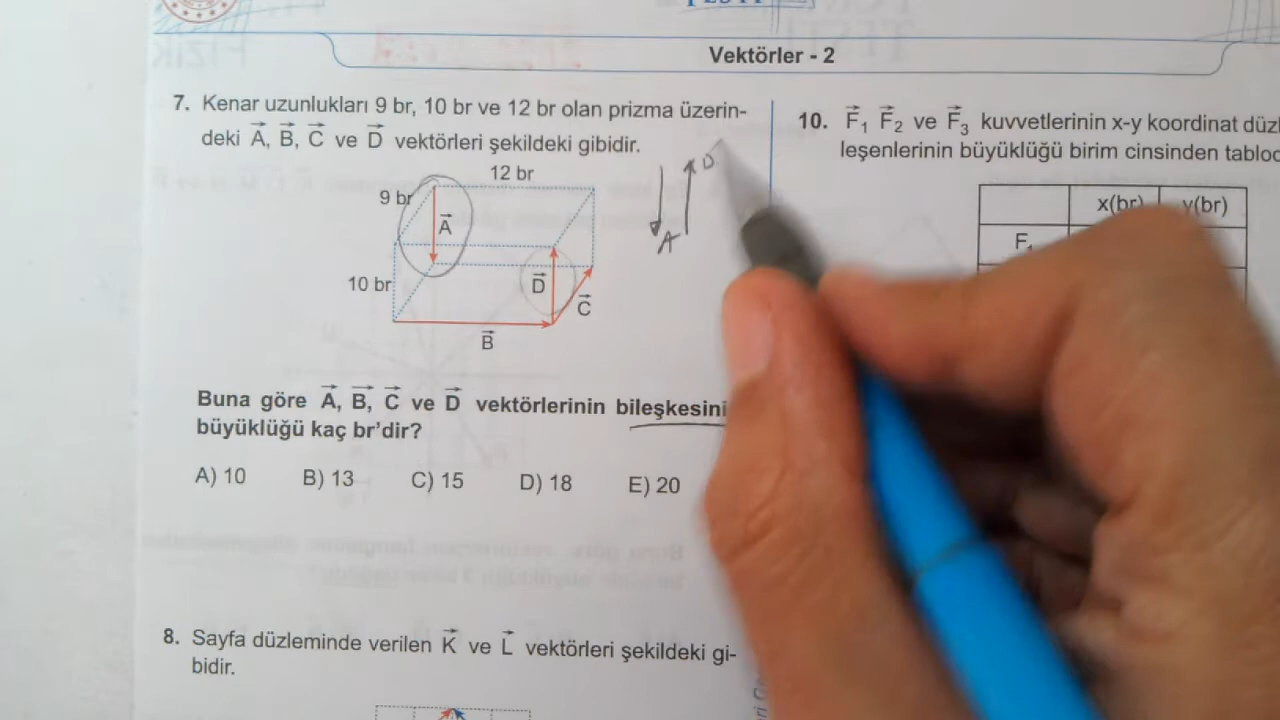 Vektörler - 2
7. Kenar uzunlukları 9 br, 10 br ve 12 br olan prizma üzerin-
deki A, B, C ve D vektörleri şekildeki gibidir.
12 br
9 br
A
10 br
D
C
B
A
D
Buna göre A, B, C ve D vektörlerinin bileşkesini
büyüklüğü kaç br'dir?
A) 10 B) 13 C) 15 D) 18 E) 20
8. Sayfa düzleminde verilen K ve L vektörleri şekildeki gi-
bidir.
10. F1 F2 ve F3 kuvvetlerinin x-y koordinat düz
leşenlerinin büyüklüğü birim cinsinden tablo
x(br) y(br)
F1